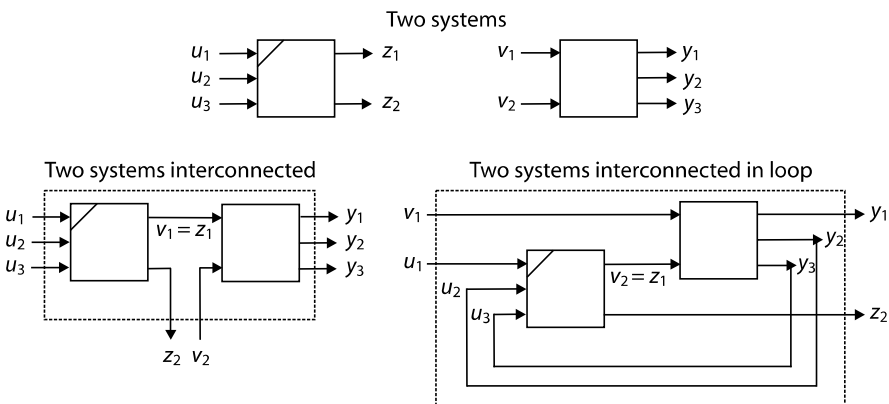 Two systems
u1
u2
u3
z1
z2
v1
v2
y1
y2
y3
Two systems interconnected
u1
u2
u3
v1 = z1
y1
y2
y3
z2
v2
Two systems interconnected in loop
v1
u1
u2
u3
v2 = z1
y1
y2
y3
z2